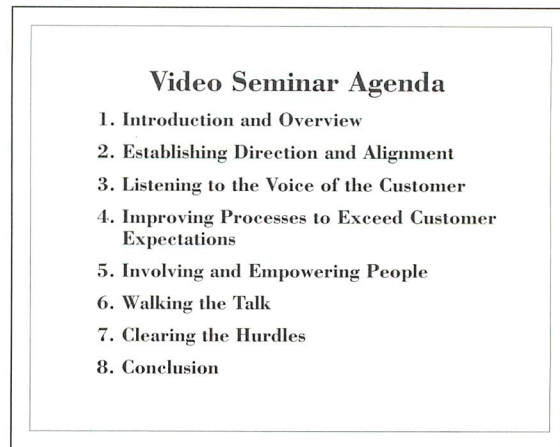 Video Seminar Agenda
1. Introduction and Overview
2. Establishing Direction and Alignment
3. Listening to the Voice of the Customer
4. Improving Processes to Exceed Customer
Expectations
5. Involving and Empowering People
6. Walking the Talk
7. Clearing the Hurdles
8. Conclusion